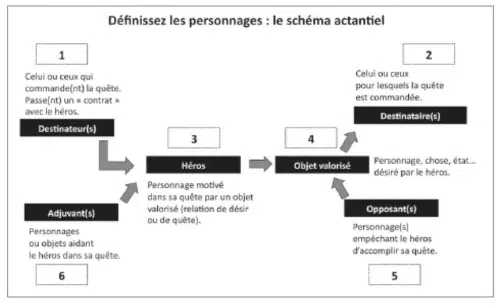 Définissez les personnages : le schéma actantiel
1
Celui ou ceux qui
commande(nt) la quête.
Passe(nt) un « contrat »
avec le héros.
Destinateur(s)
2
Celui ou ceux
pour lesquels la quête
est commandée.
Destinataire(s)
3
Héros
Personnage motivé
dans sa quête par un objet
valorisé (relation de désir
ou de quête).
4
Objet valorisé
Personnage, chose, état...
désiré par le héros.
Adjuvant(s)
Personnages
ou objets aidant
le héros dans sa quête.
6
Opposant(s)
Personnage(s)
empêchant le héros
d'accomplir sa quête.
5